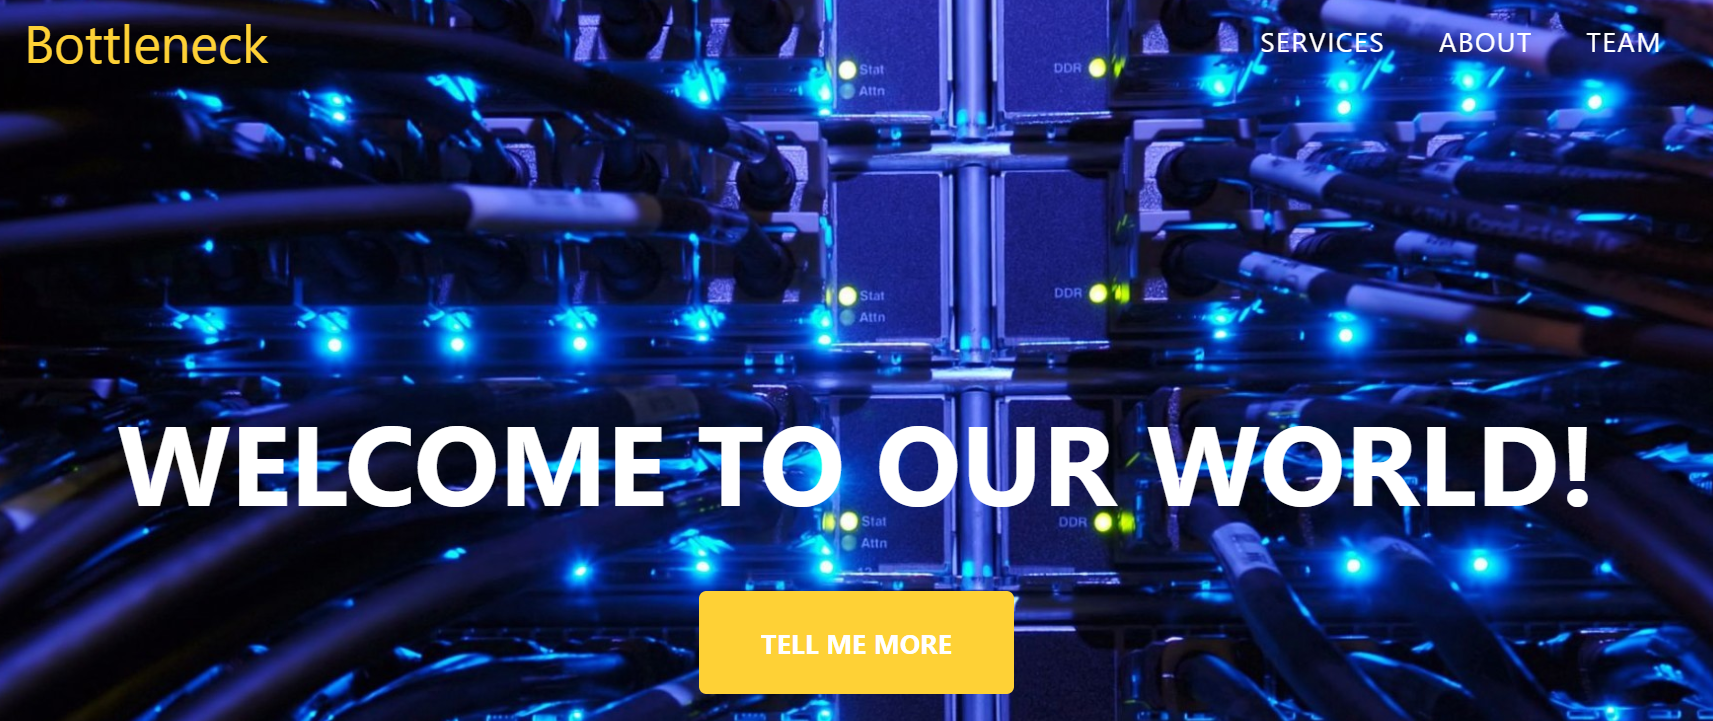 Bottleneck
SERVICES ABOUT TEAM
Stat
Attn
DDR
Stat
Attn
DDR
WELCOME TO OUR WORLD!
Stat
Attn
DDR
TELL ME MORE